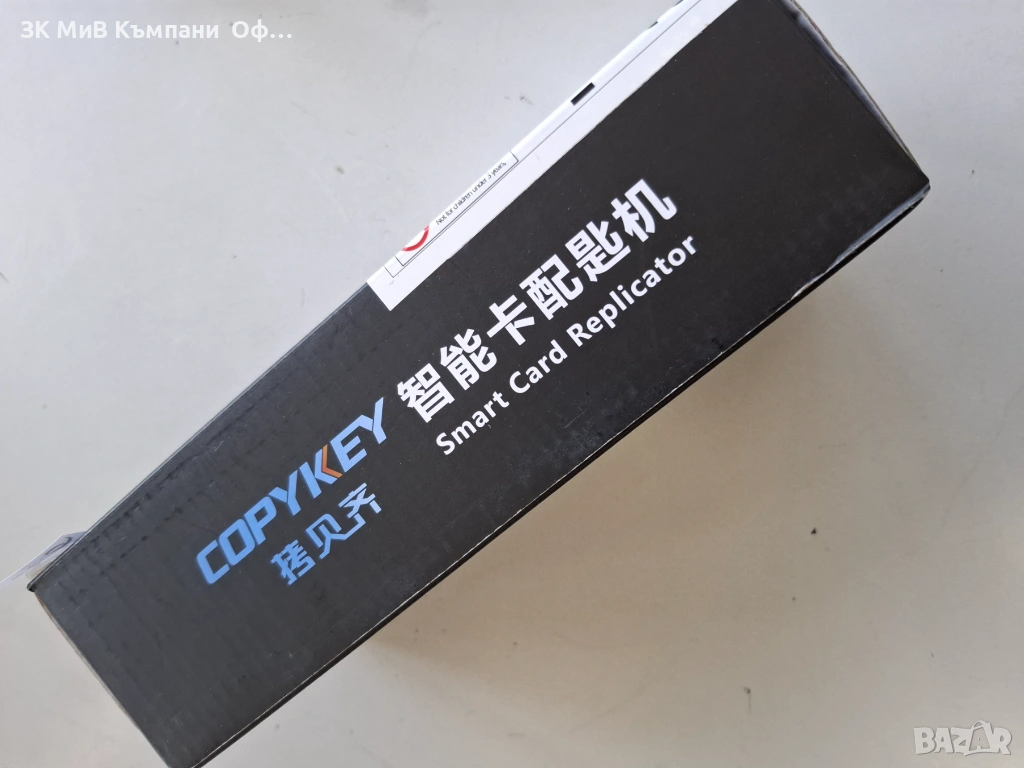 ЗК МиВ Къмпани Оф...
Not for children under 3 years.
COPYKEY 智能卡配匙机
拷贝齐 Smart Card Replicator
BAZAR